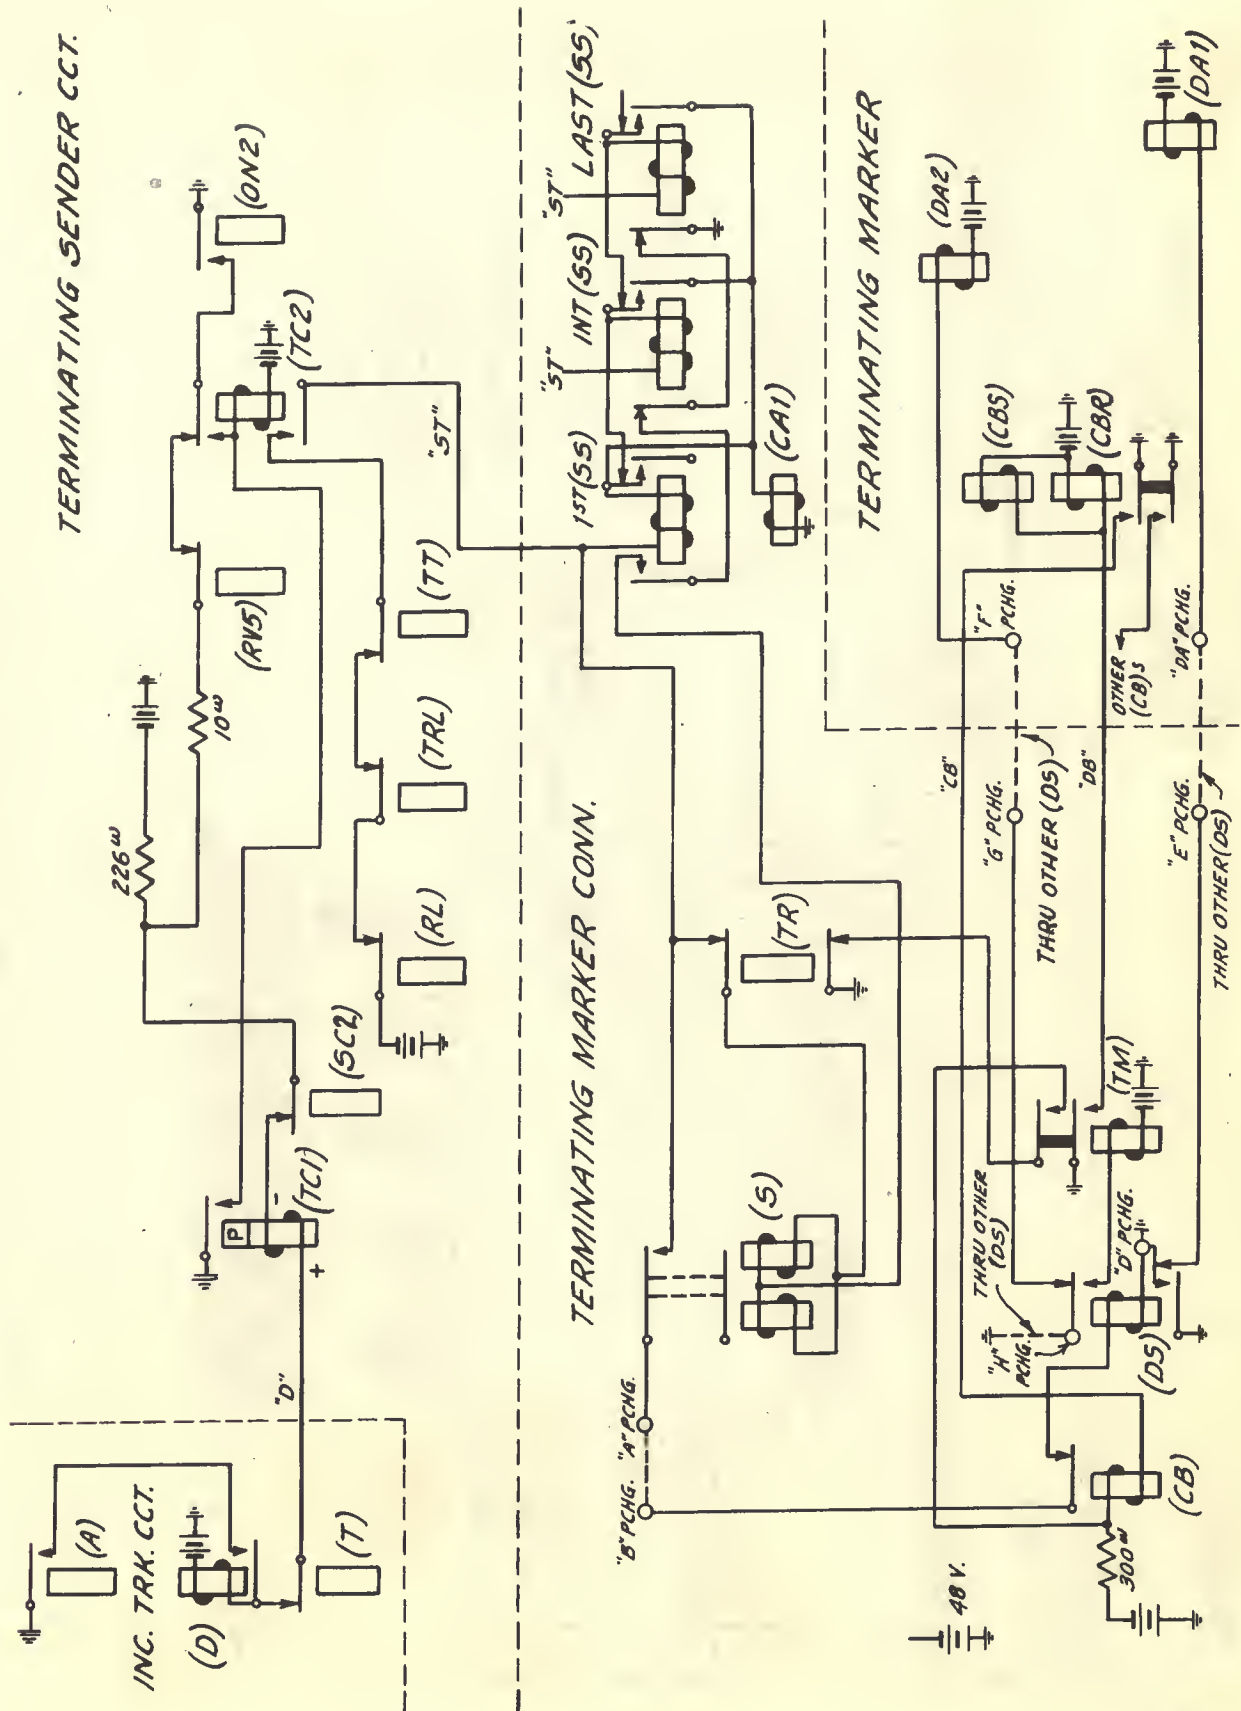 TERMINATING SENDER CCT.
(ON2)
(TC2)
(RV5)
10ω
226ω
(TT)
(TRL)
(RL)
(SC2)
(TC1)
P
-
+
"D"
"ST"
INC. TRK. CCT.
(A)
(D)
(T)
TERMINATING MARKER CONN.
LAST (SS)
"ST"
INT (SS)
"ST"
1ST (SS)
(CA1)
(TR)
(S)
"A" PCHG.
"B" PCHG.
TERMINATING MARKER
(DA2)
(DA1)
(CBS)
(CBR)
"F"
PCHG.
OTHER
(CB)S
"DA" PCHG.
"CB"
"DB"
"G" PCHG.
THRU OTHER (DS)
"E" PCHG.
THRU OTHER (DS)
(TM)
THRU OTHER
(DS)
"D" PCHG.
"H"
PCHG.
(DS)
(CB)
300ω
48 V.